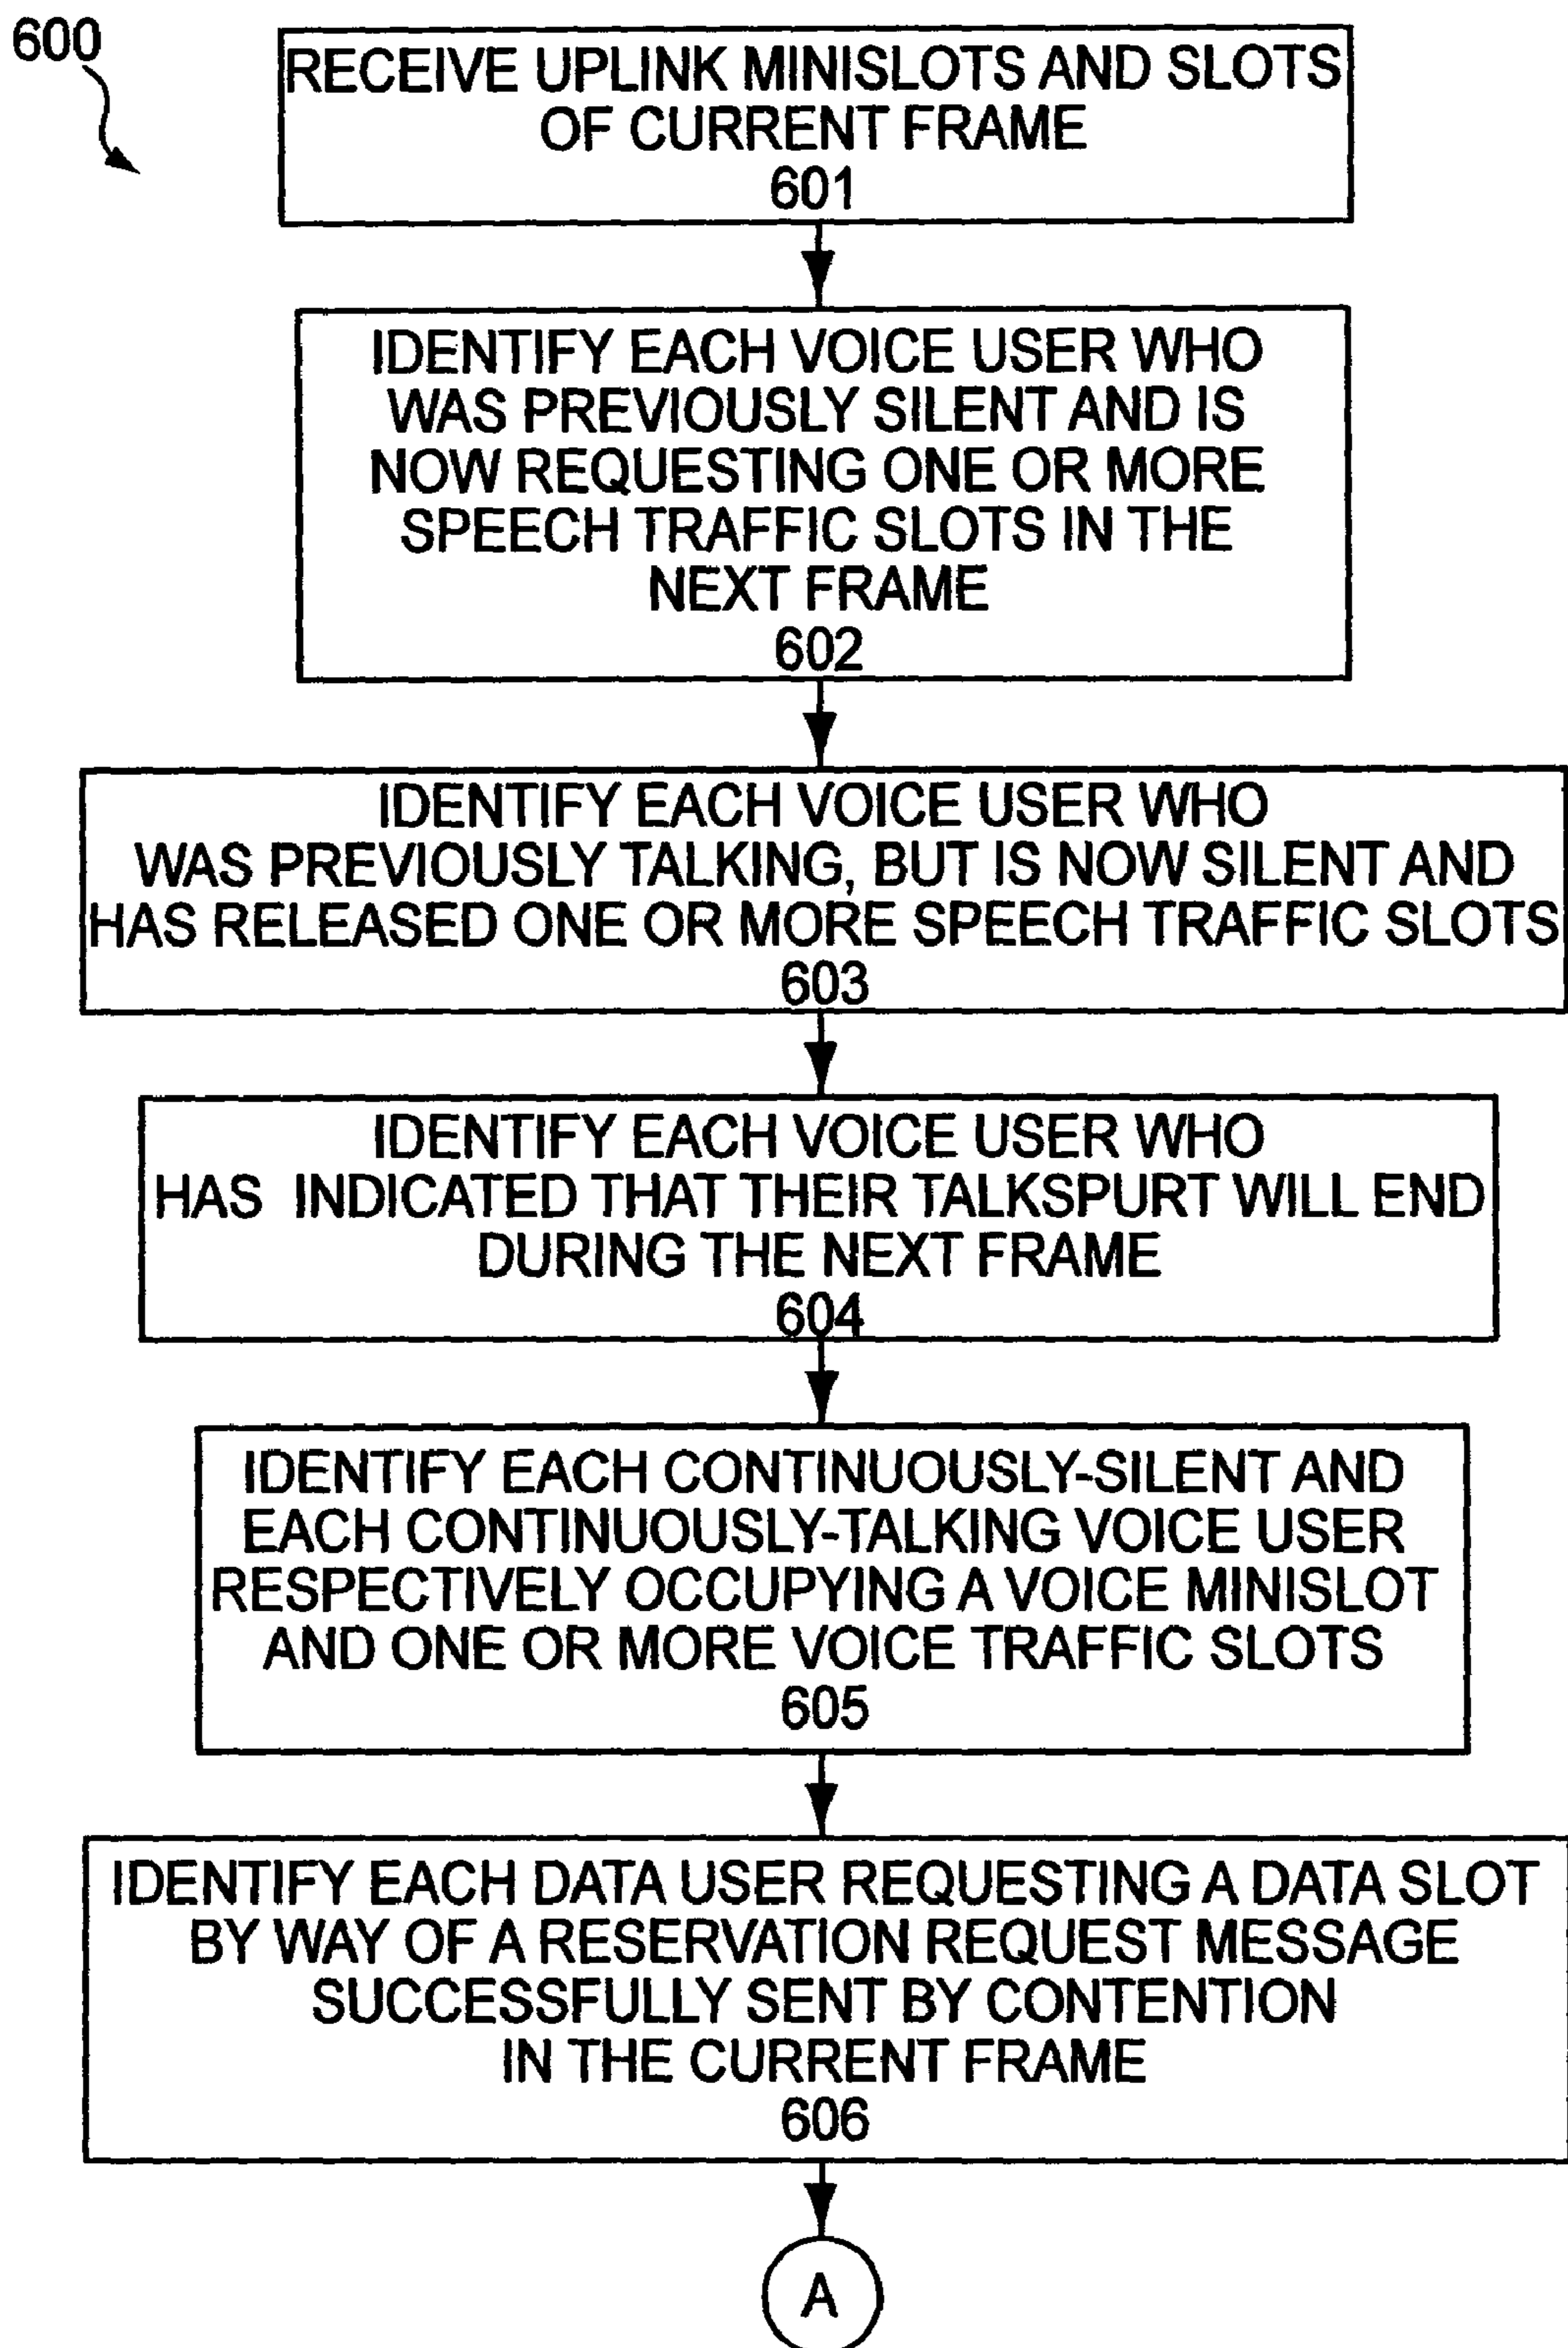 600
RECEIVE UPLINK MINISLOTS AND SLOTS
OF CURRENT FRAME
601
IDENTIFY EACH VOICE USER WHO
WAS PREVIOUSLY SILENT AND IS
NOW REQUESTING ONE OR MORE
SPEECH TRAFFIC SLOTS IN THE
NEXT FRAME
602
IDENTIFY EACH VOICE USER WHO
WAS PREVIOUSLY TALKING, BUT IS NOW SILENT AND
HAS RELEASED ONE OR MORE SPEECH TRAFFIC SLOTS
603
IDENTIFY EACH VOICE USER WHO
HAS INDICATED THAT THEIR TALKSPURT WILL END
DURING THE NEXT FRAME
604
IDENTIFY EACH CONTINUOUSLY-SILENT AND
EACH CONTINUOUSLY-TALKING VOICE USER
RESPECTIVELY OCCUPYING A VOICE MINISLOT
AND ONE OR MORE VOICE TRAFFIC SLOTS
605
IDENTIFY EACH DATA USER REQUESTING A DATA SLOT
BY WAY OF A RESERVATION REQUEST MESSAGE
SUCCESSFULLY SENT BY CONTENTION
IN THE CURRENT FRAME
606
A